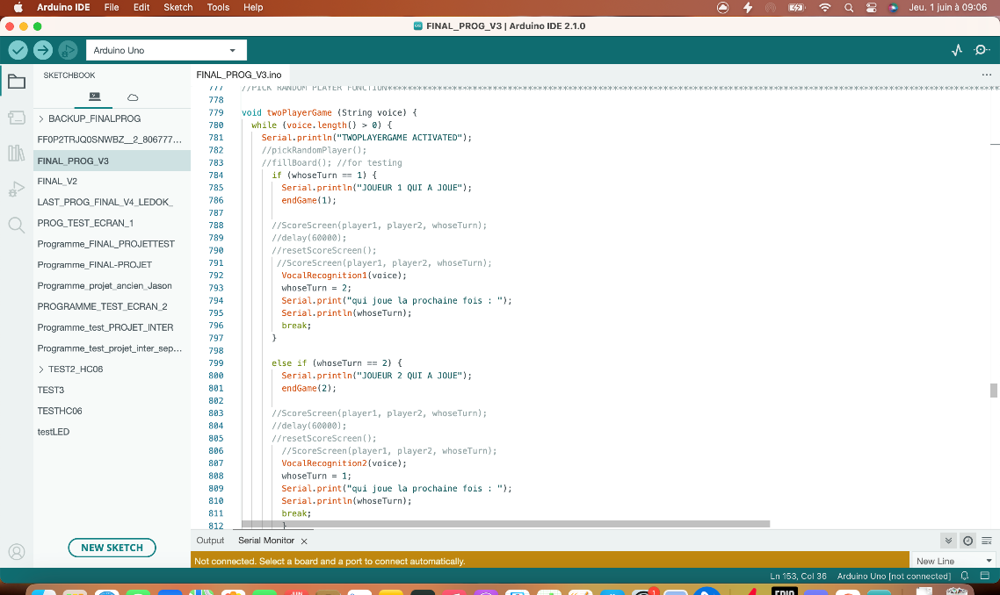 Arduino IDE File Edit Sketch Tools Help Jeu. 1 juin à 09:06
FINAL_PROG_V3 | Arduino IDE 2.1.0
Arduino Uno
SKETCHBOOK
BACKUP_FINALPROG
FF0P2TRJQ0SNWBZ__2_806777...
FINAL_PROG_V3
FINAL_V2
LAST_PROG_FINAL_V4_LEDOK_
PROG_TEST_ECRAN_1
Programme_FINAL_PROJETTEST
Programme_FINAL-PROJET
Programme_projet_ancien_Jason
PROGRAMME_TEST_ECRAN_2
Programme_test_PROJET_INTER
Programme_test_projet_inter_sep...
TEST2_HC06
TEST3
TESTHC06
testLED
NEW SKETCH
FINAL_PROG_V3.ino
777 //PICK RANDOM PLAYER FUNCTION
778
779 void twoPlayerGame (String voice) {
780 while (voice.length() > 0) {
781 Serial.println("TWOPLAYERGAME ACTIVATED");
782 //pickRandomPlayer();
783 //fillBoard(); //for testing
784 if (whoseTurn == 1) {
785 Serial.println("JOUEUR 1 QUI A JOUE");
786 endGame(1);
787
788 //ScoreScreen(player1, player2, whoseTurn);
789 //delay(60000);
790 //resetScoreScreen();
791 //ScoreScreen(player1, player2, whoseTurn);
792 VocalRecognition1(voice);
793 whoseTurn = 2;
794 Serial.print("qui joue la prochaine fois : ");
795 Serial.println(whoseTurn);
796 break;
797 }
798
799 else if (whoseTurn == 2) {
800 Serial.println("JOUEUR 2 QUI A JOUE");
801 endGame(2);
802
803 //ScoreScreen(player1, player2, whoseTurn);
804 //delay(60000);
805 //resetScoreScreen();
806 //ScoreScreen(player1, player2, whoseTurn);
807 VocalRecognition2(voice);
808 whoseTurn = 1;
809 Serial.print("qui joue la prochaine fois : ");
810 Serial.println(whoseTurn);
811 break;
812 }
Output Serial Monitor
Not connected. Select a board and a port to connect automatically.
New Line
Ln 153, Col 36 Arduino Uno [not connected]